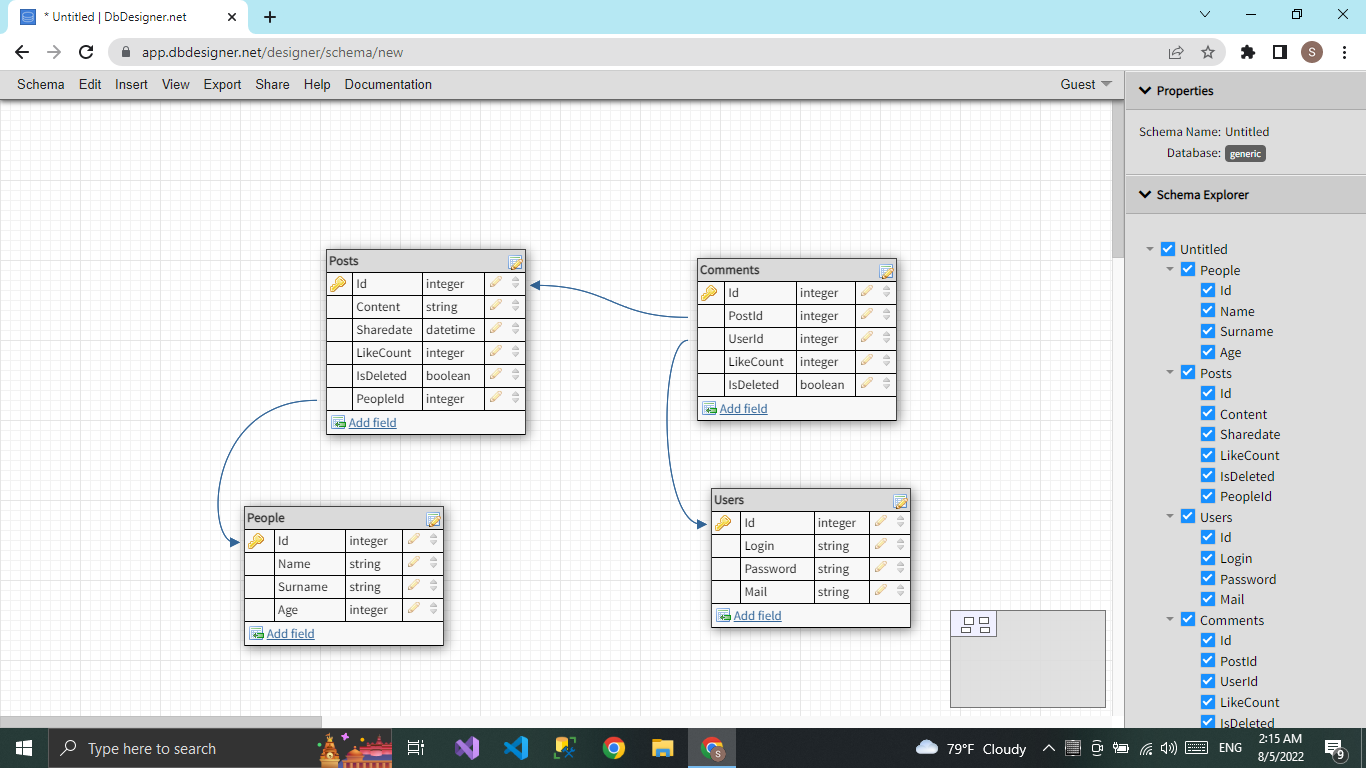 * Untitled | DbDesigner.net
app.dbdesigner.net/designer/schema/new
S
Schema Edit Insert View Export Share Help Documentation
Guest
Posts
Id integer
Content string
Sharedate datetime
LikeCount integer
IsDeleted boolean
PeopleId integer
Add field
Comments
Id integer
PostId integer
UserId integer
LikeCount integer
IsDeleted boolean
Add field
People
Id integer
Name string
Surname string
Age integer
Add field
Users
Id integer
Login string
Password string
Mail string
Add field
Properties
Schema Name: Untitled
Database: generic
Schema Explorer
Untitled
People
Id
Name
Surname
Age
Posts
Id
Content
Sharedate
LikeCount
IsDeleted
PeopleId
Users
Id
Login
Password
Mail
Comments
Id
PostId
UserId
LikeCount
IsDeleted
Type here to search
S
79°F Cloudy
ENG
2:15 AM
8/5/2022
9